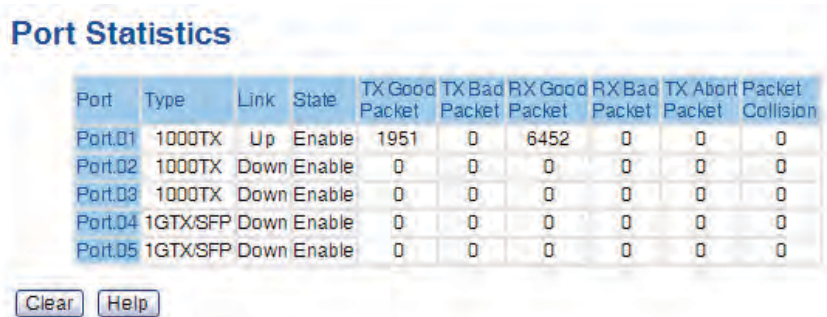 Port Statistics
Port Type Link State TX Good Packet TX Bad Packet RX Good Packet RX Bad Packet TX Abort Packet Packet Collision
Port.01 1000TX Up Enable 1951 0 6452 0 0 0
Port.02 1000TX Down Enable 0 0 0 0 0 0
Port.03 1000TX Down Enable 0 0 0 0 0 0
Port.04 1GTX/SFP Down Enable 0 0 0 0 0 0
Port.05 1GTX/SFP Down Enable 0 0 0 0 0 0
Clear Help